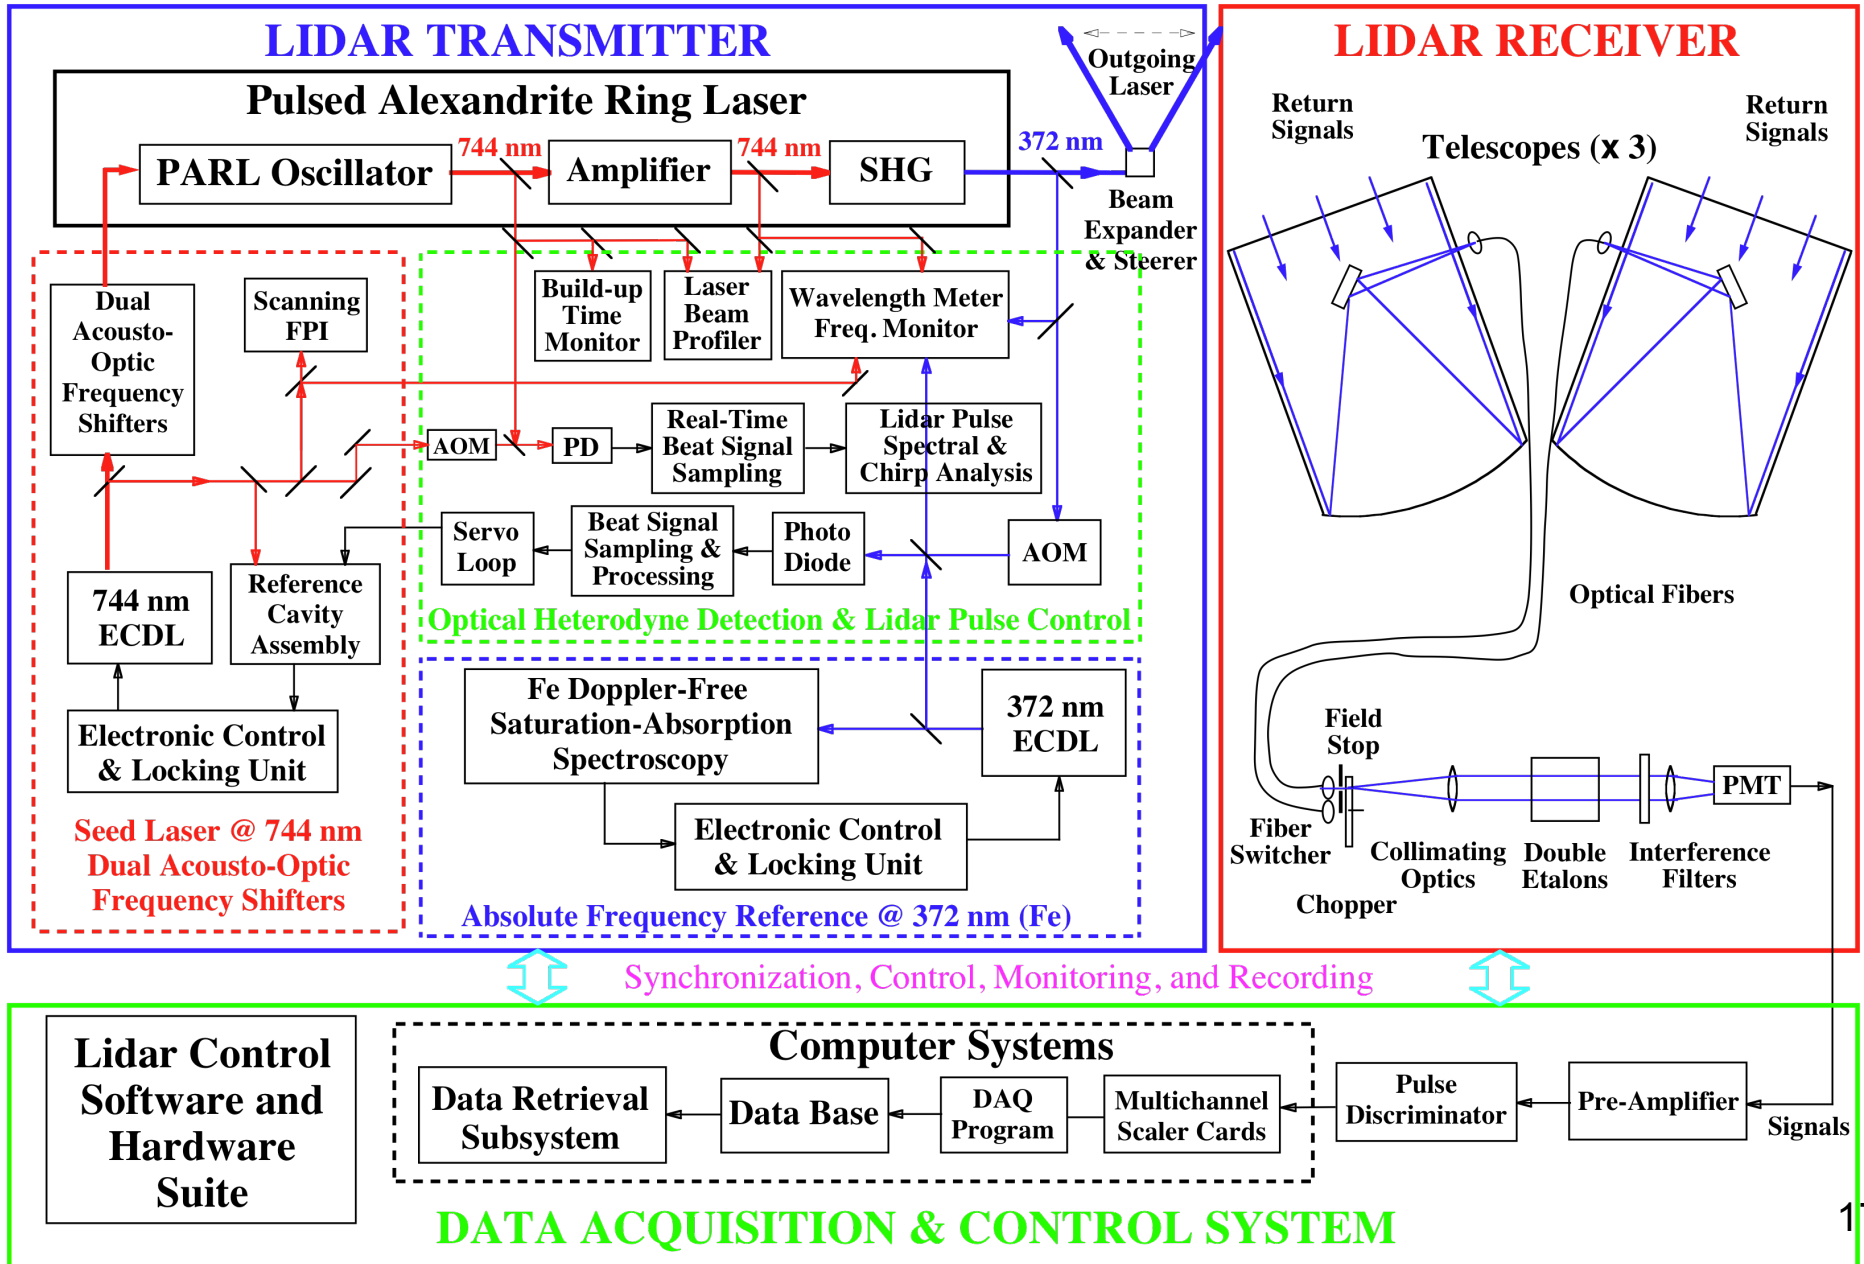 LIDAR TRANSMITTER
Pulsed Alexandrite Ring Laser
PARL Oscillator
744 nm
Amplifier
744 nm
SHG
372 nm
Outgoing
Laser
Beam
Expander
& Steerer
Dual
Acousto-
Optic
Frequency
Shifters
Scanning
FPI
Build-up
Time
Monitor
Laser
Beam
Profiler
Wavelength Meter
Freq. Monitor
AOM
PD
Real-Time
Beat Signal
Sampling
Lidar Pulse
Spectral &
Chirp Analysis
Servo
Loop
Beat Signal
Sampling &
Processing
Photo
Diode
AOM
Optical Heterodyne Detection & Lidar Pulse Control
744 nm
ECDL
Reference
Cavity
Assembly
Electronic Control
& Locking Unit
Seed Laser @ 744 nm
Dual Acousto-Optic
Frequency Shifters
Fe Doppler-Free
Saturation-Absorption
Spectroscopy
372 nm
ECDL
Electronic Control
& Locking Unit
Absolute Frequency Reference @ 372 nm (Fe)
LIDAR RECEIVER
Return
Signals
Telescopes (x 3)
Return
Signals
Optical Fibers
Field
Stop
Fiber
Switcher
Chopper
Collimating
Optics
Double
Etalons
Interference
Filters
PMT
Synchronization, Control, Monitoring, and Recording
Lidar Control
Software and
Hardware
Suite
Computer Systems
Data Retrieval
Subsystem
Data Base
DAQ
Program
Multichannel
Scaler Cards
Pulse
Discriminator
Pre-Amplifier
Signals
DATA ACQUISITION & CONTROL SYSTEM